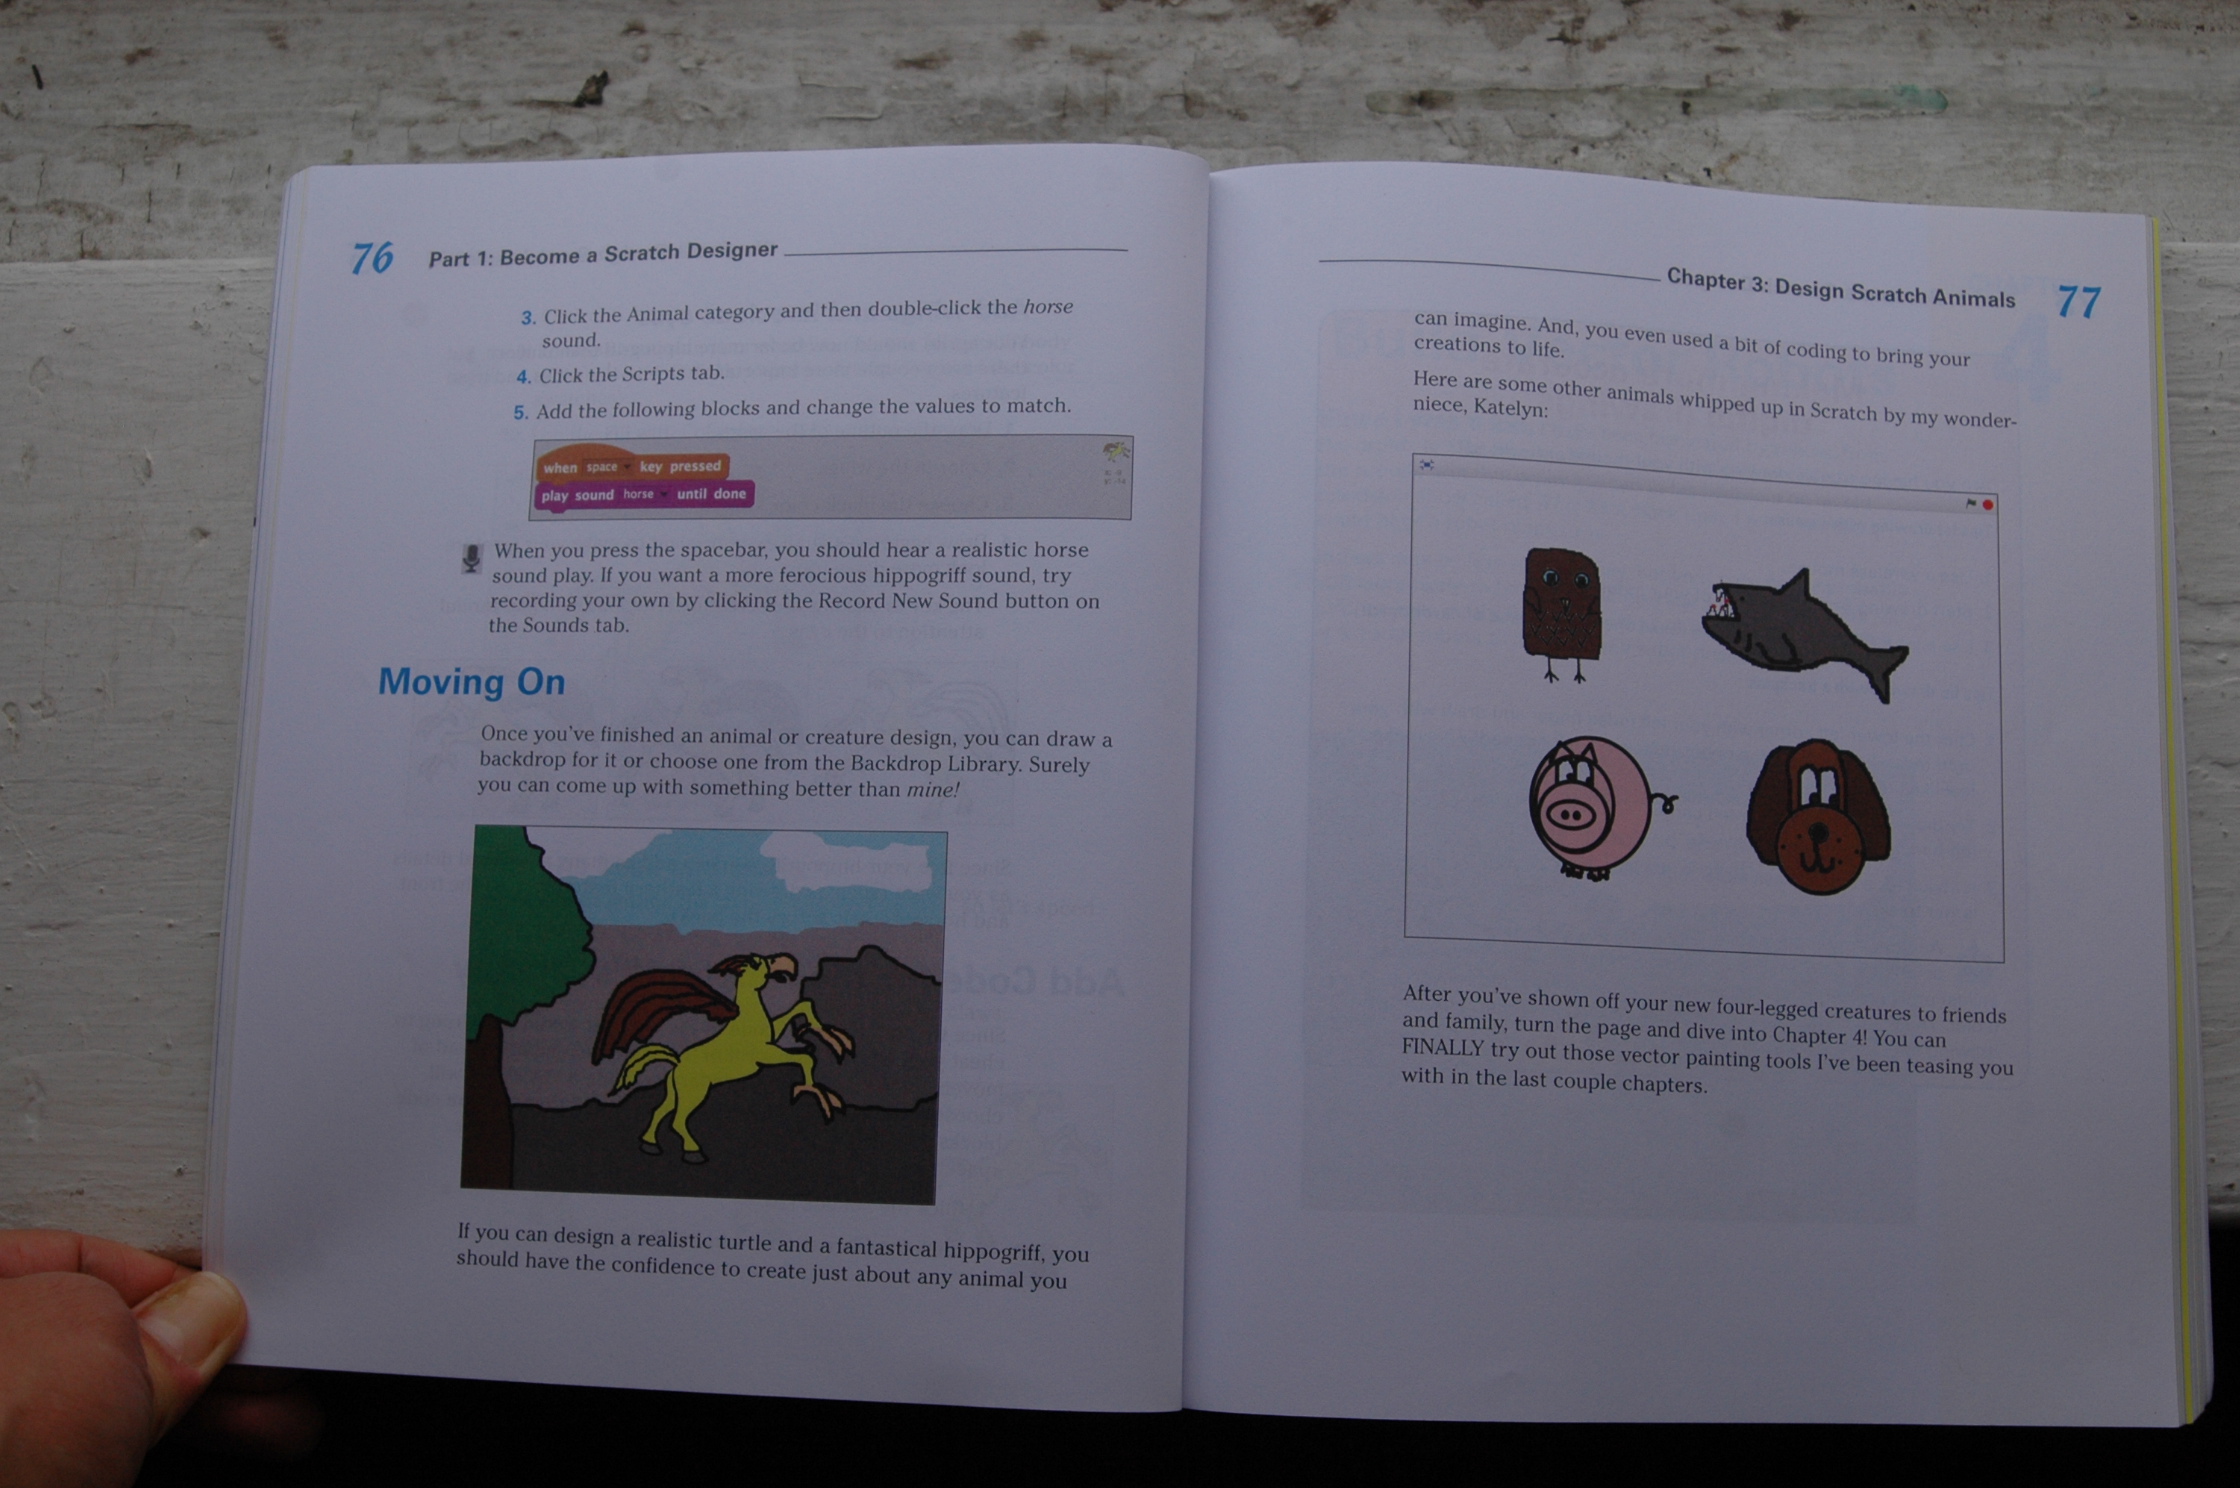 76 Part 1: Become a Scratch Designer
3. Click the Animal category and then double-click the horse
sound.
4. Click the Scripts tab.
5. Add the following blocks and change the values to match.
when space key pressed
play sound horse until done
When you press the spacebar, you should hear a realistic horse
sound play. If you want a more ferocious hippogriff sound, try
recording your own by clicking the Record New Sound button on
the Sounds tab.
Moving On
Once you've finished an animal or creature design, you can draw a
backdrop for it or choose one from the Backdrop Library. Surely
you can come up with something better than mine!
If you can design a realistic turtle and a fantastical hippogriff, you
should have the confidence to create just about any animal you
Chapter 3: Design Scratch Animals 77
can imagine. And, you even used a bit of coding to bring your
creations to life.
Here are some other animals whipped up in Scratch by my wonder-
niece, Katelyn:
After you've shown off your new four-legged creatures to friends
and family, turn the page and dive into Chapter 4! You can
FINALLY try out those vector painting tools I've been teasing you
with in the last couple chapters.